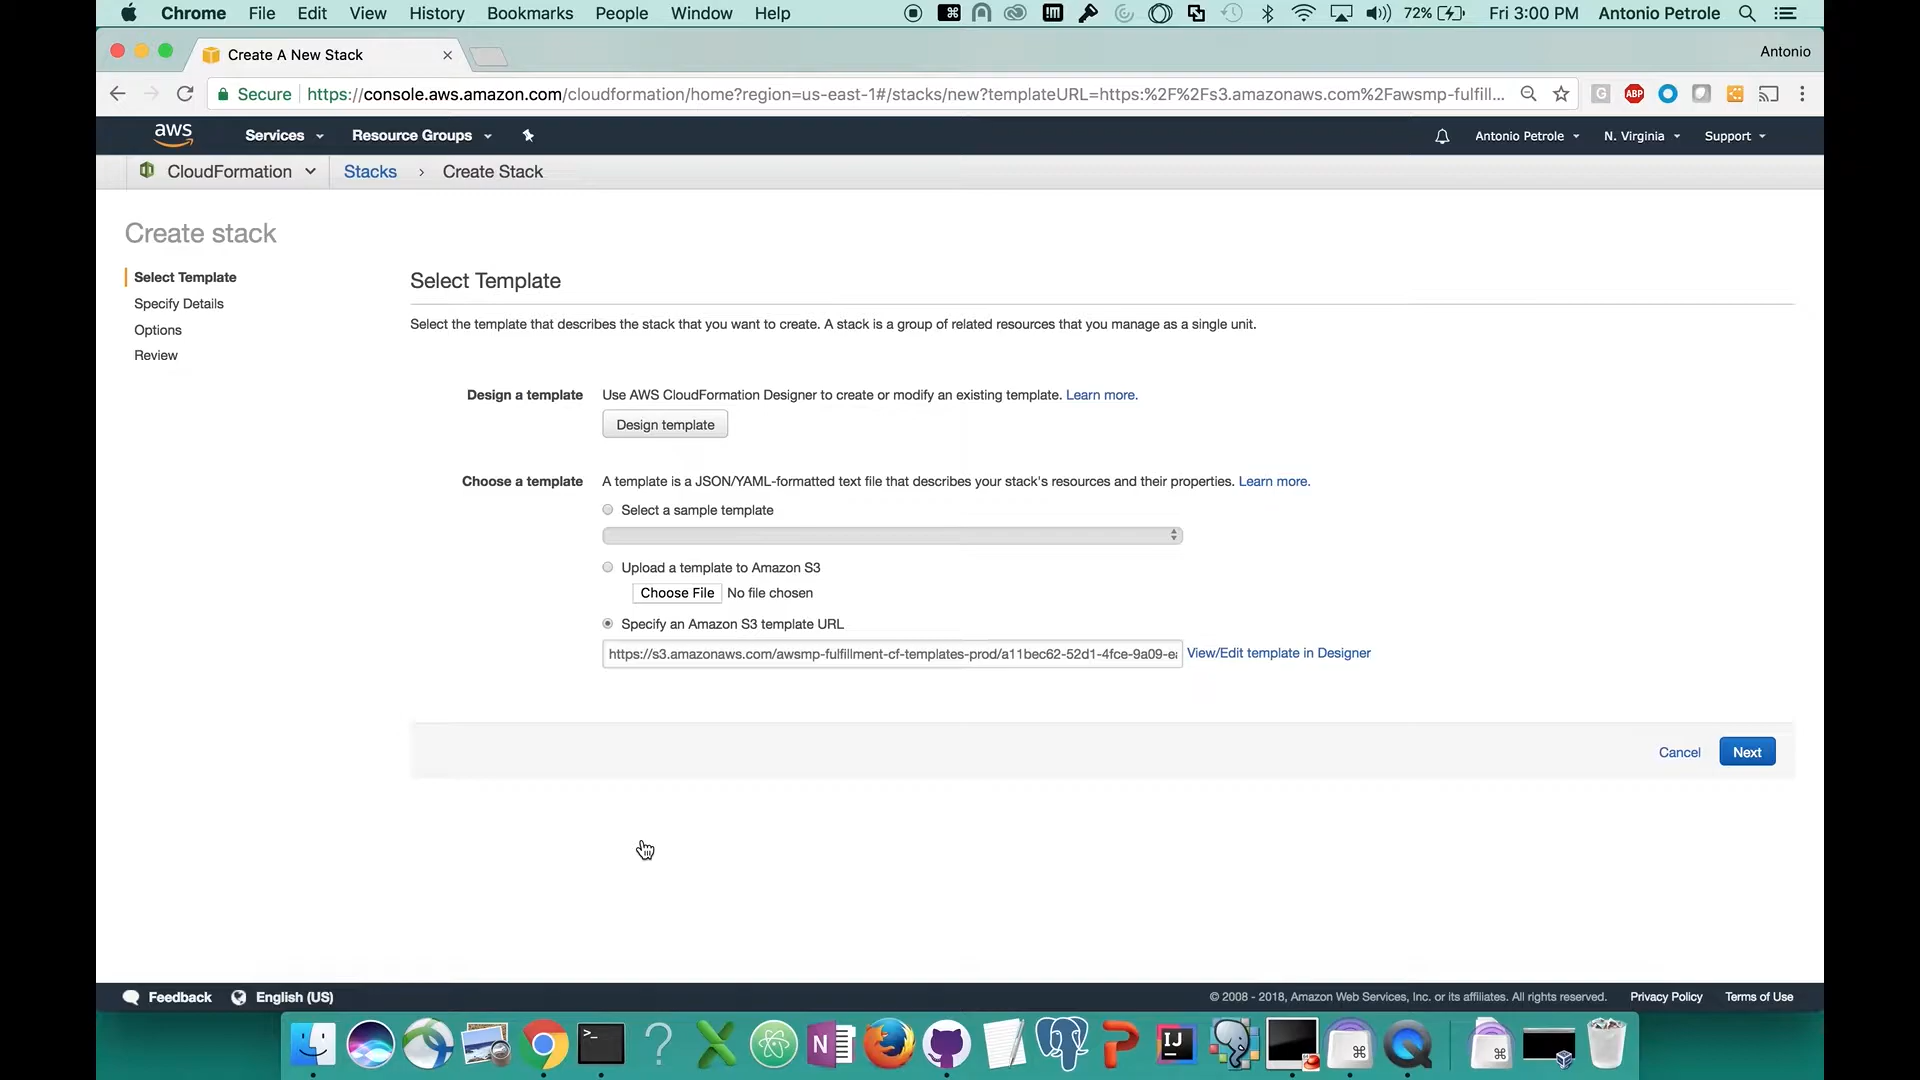 Chrome File Edit View History Bookmarks People Window Help 72% Fri 3:00 PM Antonio Petrole
Create A New Stack
Antonio
Secure https://console.aws.amazon.com/cloudformation/home?region=us-east-1#/stacks/new?templateURL=https:%2F%2Fs3.amazonaws.com%2Fawsmp-fulfill...
ABP
aws Services Resource Groups Antonio Petrole N. Virginia Support
CloudFormation Stacks › Create Stack
Create stack
Select Template
Specify Details
Options
Review
Select Template
Select the template that describes the stack that you want to create. A stack is a group of related resources that you manage as a single unit.
Design a template Use AWS CloudFormation Designer to create or modify an existing template. Learn more.
Design template
Choose a template A template is a JSON/YAML-formatted text file that describes your stack's resources and their properties. Learn more.
Select a sample template
Upload a template to Amazon S3
Choose File No file chosen
Specify an Amazon S3 template URL
https://s3.amazonaws.com/awsmp-fulfillment-cf-templates-prod/a11bec62-52d1-4fce-9a09-e View/Edit template in Designer
Cancel Next
Feedback English (US) © 2008 - 2018, Amazon Web Services, Inc. or its affiliates. All rights reserved. Privacy Policy Terms of Use